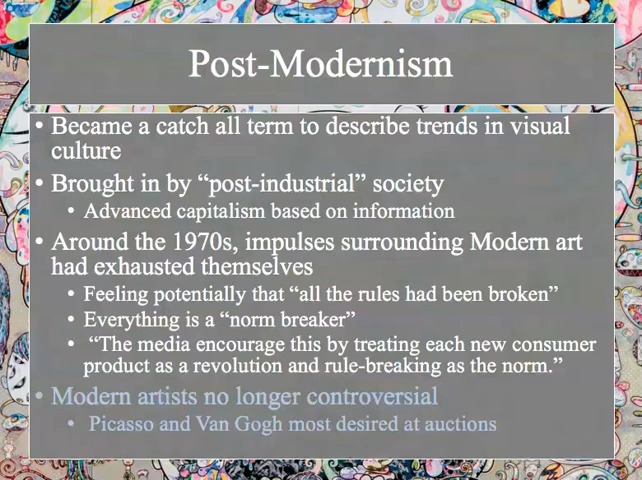 Post-Modernism
• Became a catch all term to describe trends in visual
culture
• Brought in by “post-industrial” society
• Advanced capitalism based on information
• Around the 1970s, impulses surrounding Modern art
had exhausted themselves
• Feeling potentially that “all the rules had been broken”
• Everything is a “norm breaker”
• “The media encourage this by treating each new consumer
product as a revolution and rule-breaking as the norm.”
• Modern artists no longer controversial
• Picasso and Van Gogh most desired at auctions